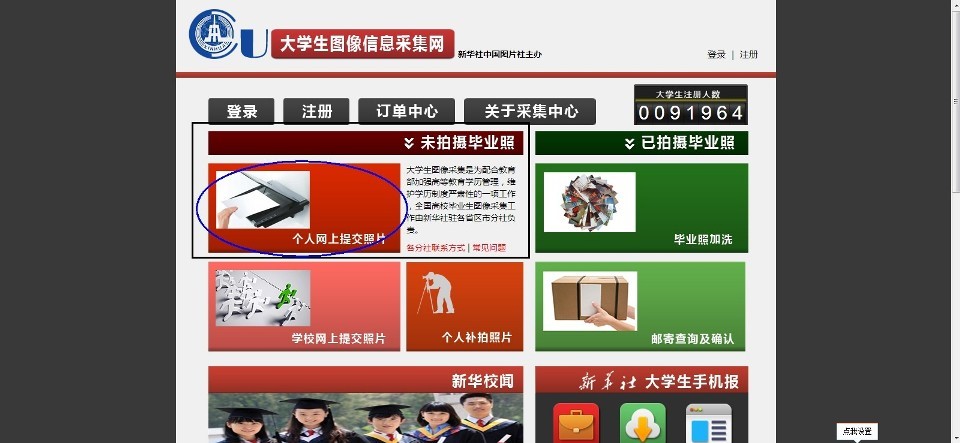 大学生图像信息采集网
新华社中国图片社主办
登录 | 注册
登录
注册
订单中心
关于采集中心
大学生注册人数
0091964
未拍摄毕业照
已拍摄毕业照
大学生图像采集是为配合教育
部加强高等教育学历管理，维
护学历制度严肃性的一项工作
，全国高校毕业生图像采集工
作由新华社驻各省区市分社负
责。
各分社联系方式 | 常见问题
个人网上提交照片
毕业照加洗
学校网上提交照片
个人补拍照片
邮寄查询及确认
新华校闻
新华社 大学生手机报
点我设置